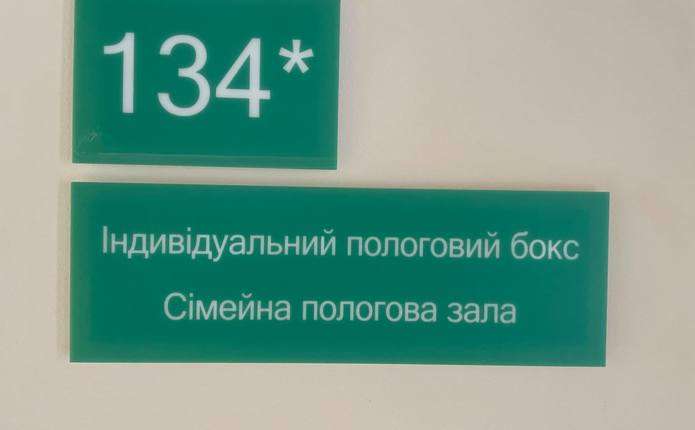 134*
Індивідуальний пологовий бокс
Сімейна пологова зала